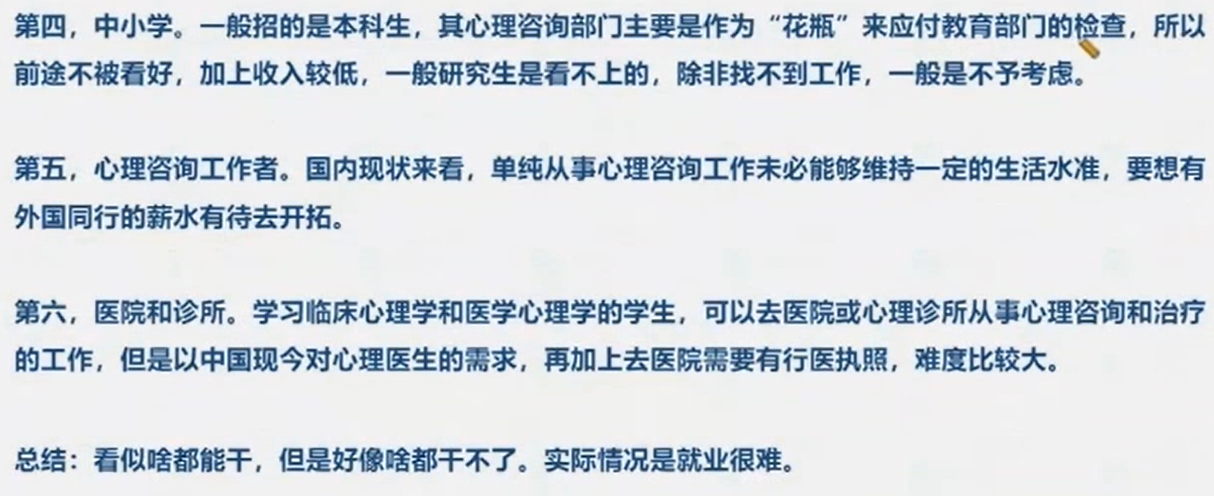 第四，中小学。一般招的是本科生，其心理咨询部门主要是作为“花瓶”来应付教育部门的检查，所以
前途不被看好，加上收入较低，一般研究生是看不上的，除非找不到工作，一般是不予考虑。
第五，心理咨询工作者。国内现状来看，单纯从事心理咨询工作未必能够维持一定的生活水准，要想有
外国同行的薪水有待去开拓。
第六，医院和诊所。学习临床心理学和医学心理学的学生，可以去医院或心理诊所从事心理咨询和治疗
的工作，但是以中国现今对心理医生的需求，再加上去医院需要有行医执照，难度比较大。
总结：看似啥都能干，但是好像啥都干不了。实际情况是就业很难。